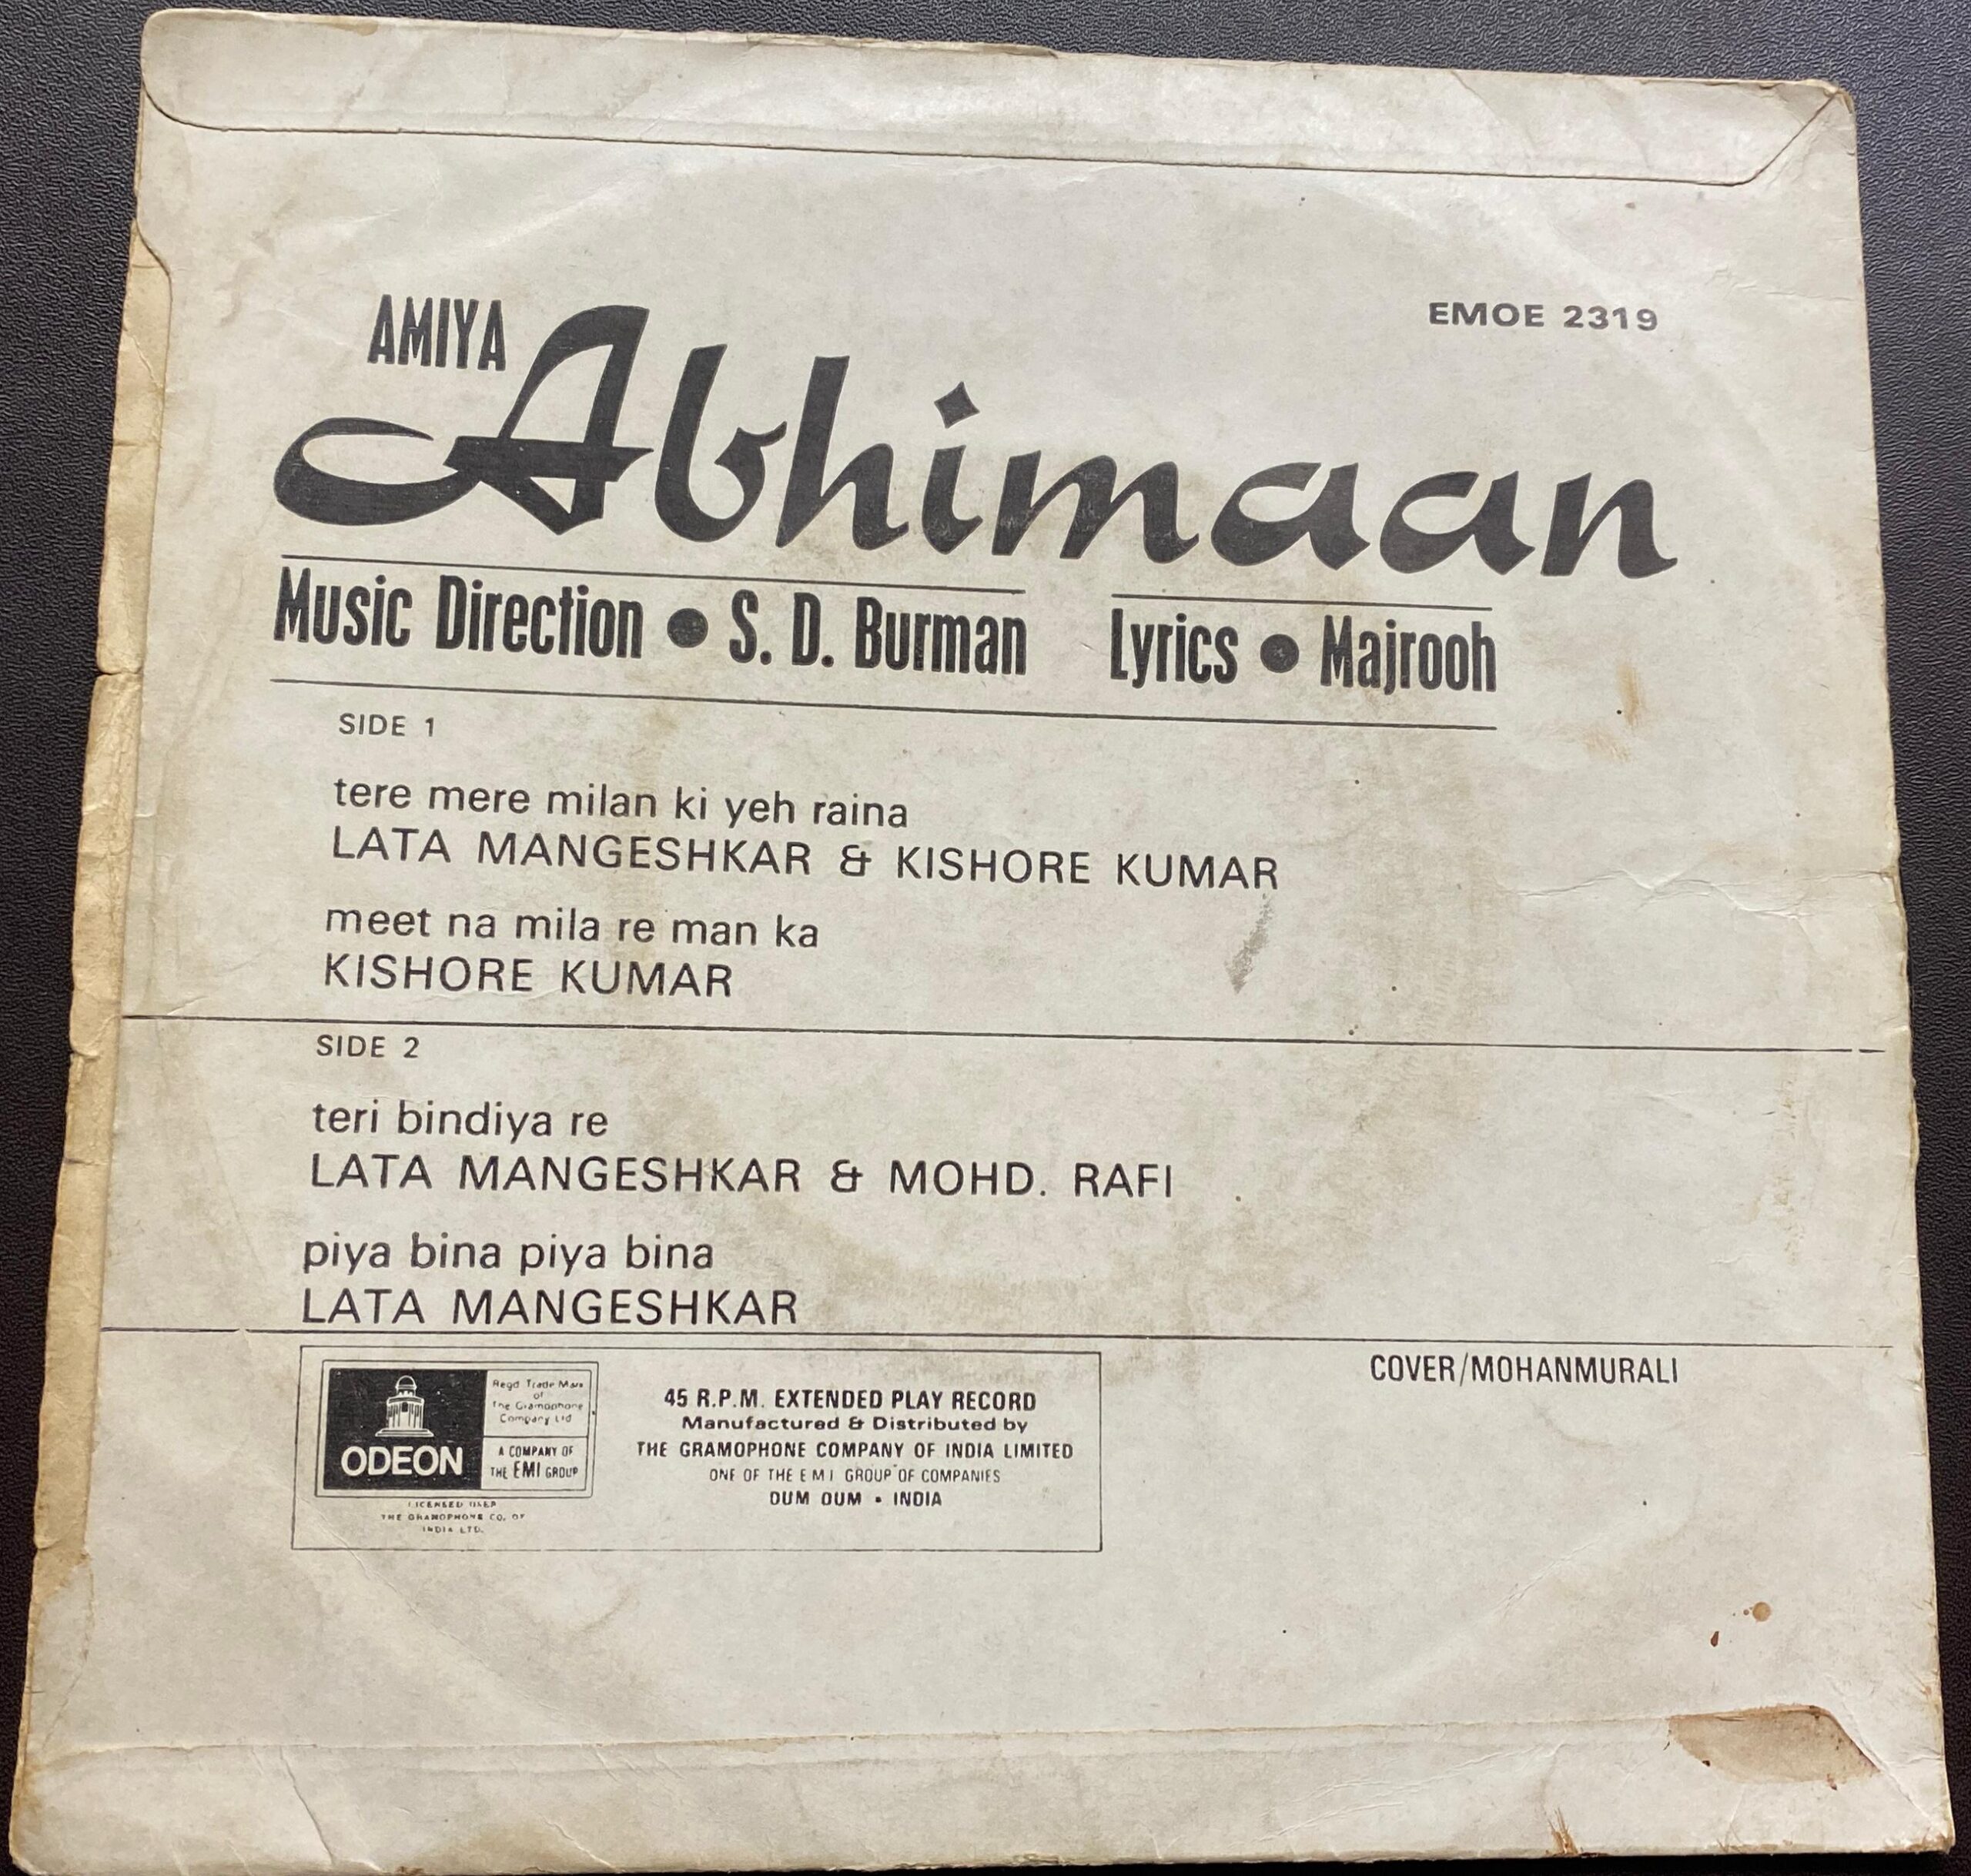 AMIYA
EMOE 2319
Abhimaan
Music Direction ● S. D. Burman Lyrics ● Majrooh
SIDE 1
tere mere milan ki yeh raina
LATA MANGESHKAR & KISHORE KUMAR
meet na mila re man ka
KISHORE KUMAR
SIDE 2
teri bindiya re
LATA MANGESHKAR & MOHD. RAFI
piya bina piya bina
LATA MANGESHKAR
ODEON
Regd Trade Mark
of
The Gramophone
Company Ltd
A COMPANY OF
THE EMI GROUP
LICENSED USER
THE GRAMOPHONE CO. OF
INDIA LTD.
45 R.P.M. EXTENDED PLAY RECORD
Manufactured & Distributed by
THE GRAMOPHONE COMPANY OF INDIA LIMITED
ONE OF THE E M I GROUP OF COMPANIES
DUM DUM • INDIA
COVER/MOHANMURALI